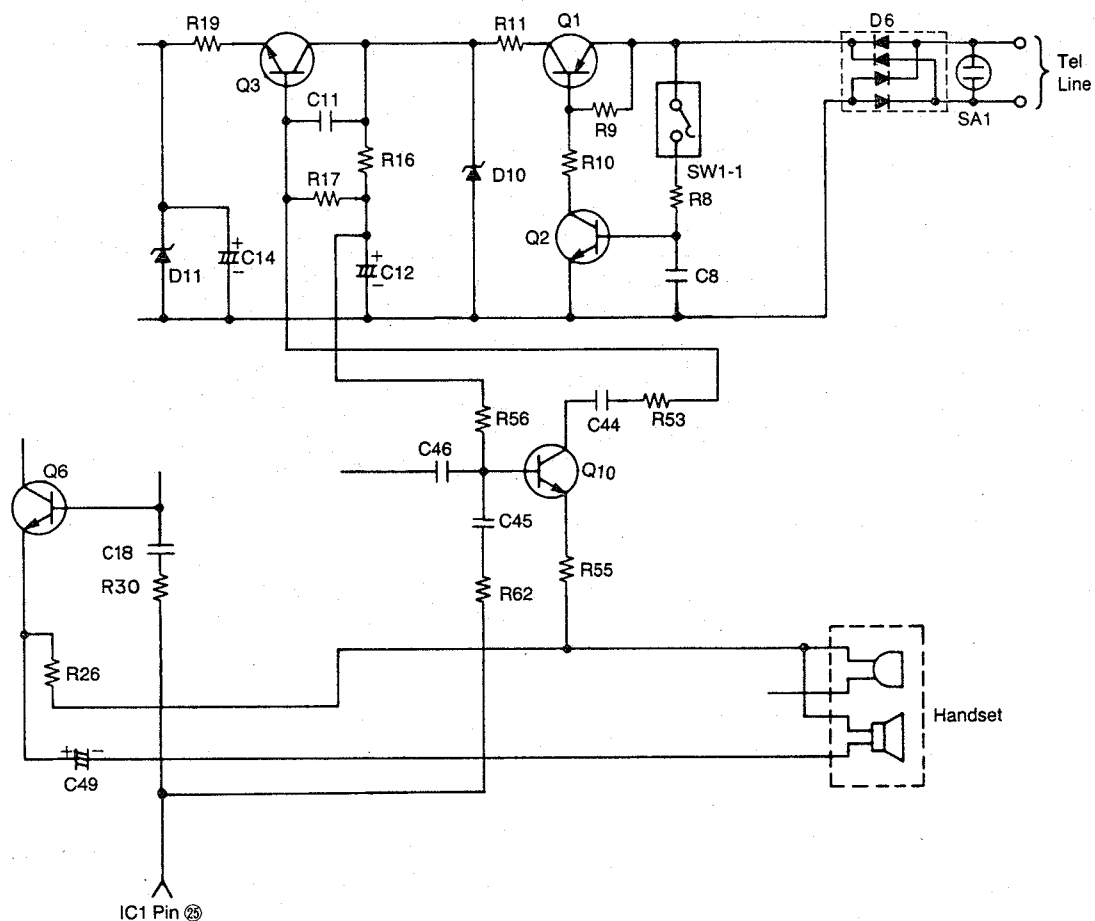 R19
Q3
C11
R16
R17
R11
Q1
R9
R10
Q2
D10
SW1-1
R8
C8
D6
SA1
Tel
Line
D11
+
C14
−
+
C12
−
R56
C44
R53
C46
Q10
C45
R55
R62
Q6
C18
R30
R26
+ −
C49
Handset
IC1 Pin ㉕